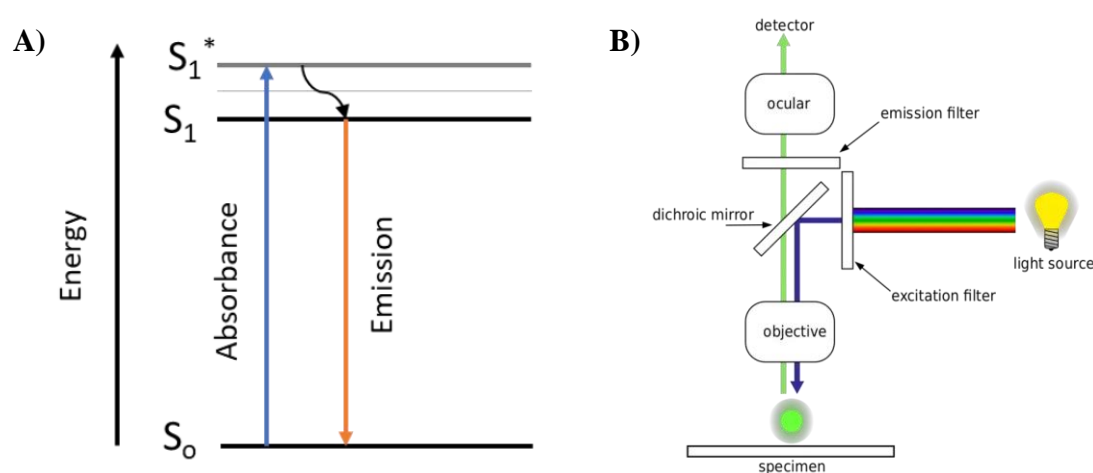 A)
Energy
S1*
S1
So
Absorbance
Emission
B)
detector
ocular
emission filter
dichroic mirror
light source
excitation filter
objective
specimen